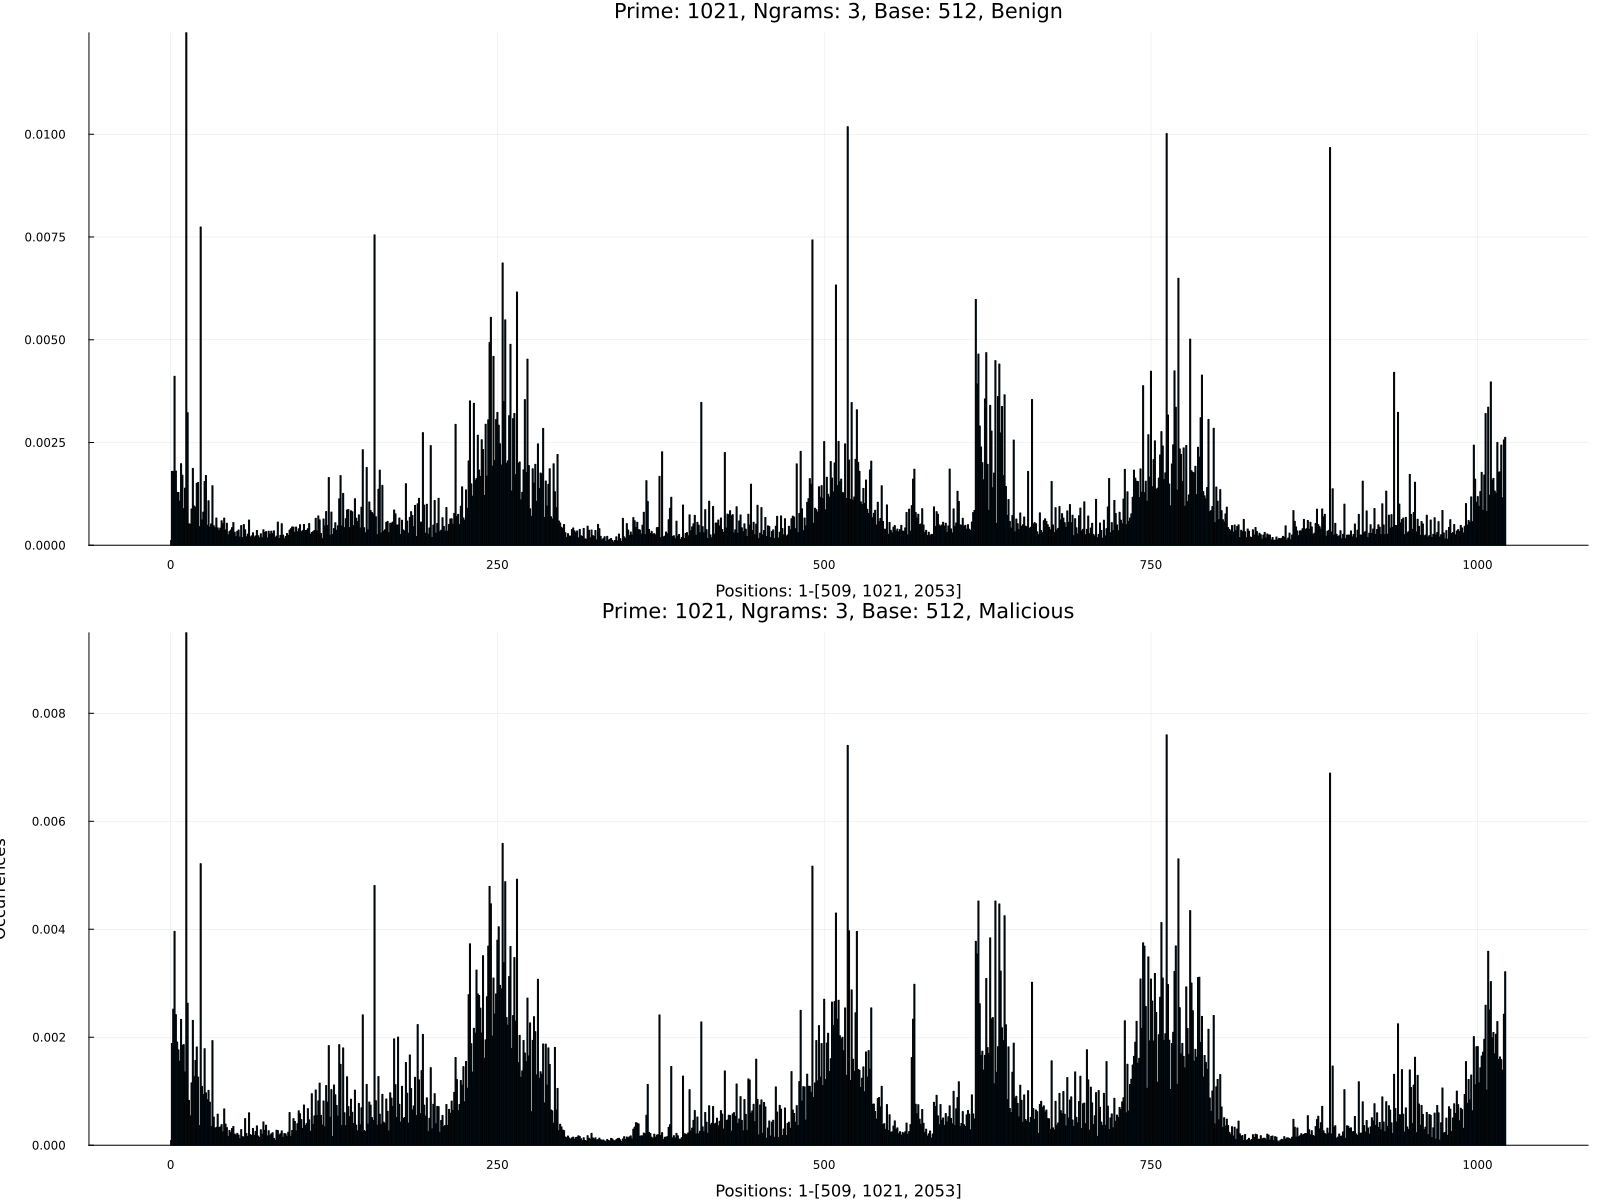 Prime: 1021, Ngrams: 3, Base: 512, Benign
0.0100
0.0075
0.0050
0.0025
0.0000
0 250 500 750 1000
Positions: 1-[509, 1021, 2053]
Prime: 1021, Ngrams: 3, Base: 512, Malicious
0.008
0.006
0.004
0.002
0.000
0 250 500 750 1000
Positions: 1-[509, 1021, 2053]